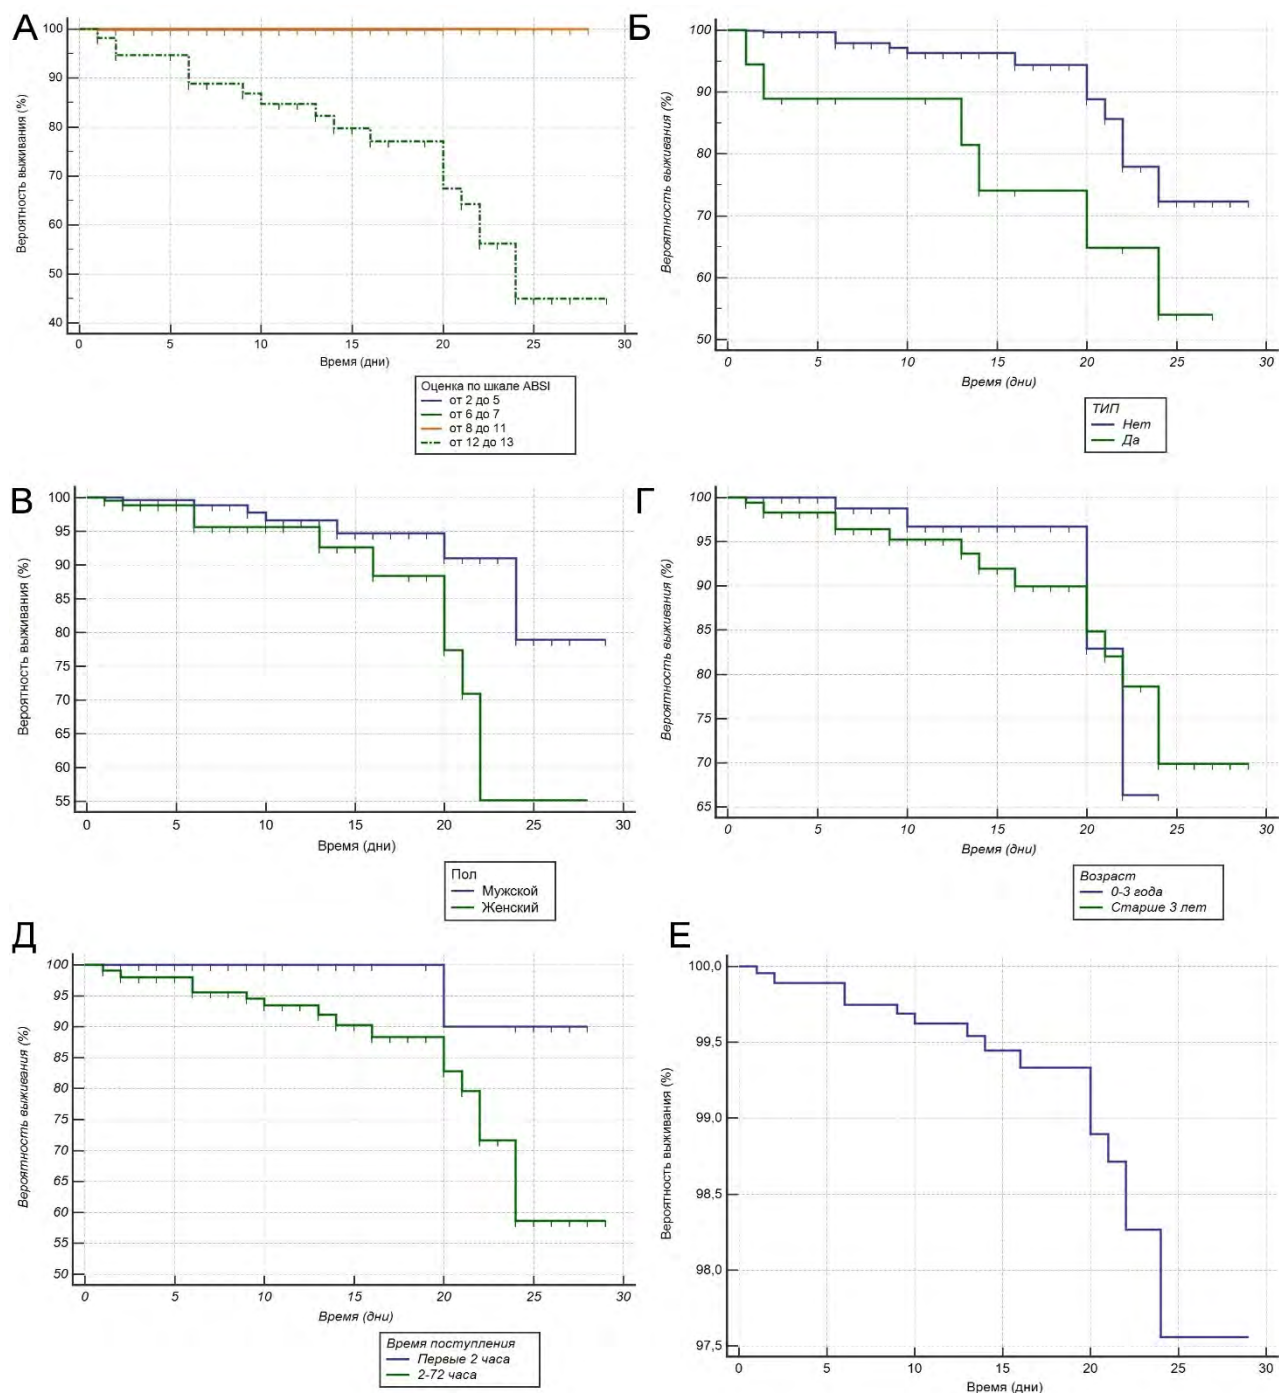 А
Вероятность выживания (%)
100
90
80
70
60
50
40
0 5 10 15 20 25 30
Время (дни)
Оценка по шкале ABSI
от 2 до 5
от 6 до 7
от 8 до 11
от 12 до 13
Б
Вероятность выживания (%)
100
90
80
70
60
50
0 5 10 15 20 25 30
Время (дни)
ТИП
Нет
Да
В
Вероятность выживания (%)
100
95
90
85
80
75
70
65
60
55
0 5 10 15 20 25 30
Время (дни)
Пол
Мужской
Женский
Г
Вероятность выживания (%)
100
95
90
85
80
75
70
65
0 5 10 15 20 25 30
Время (дни)
Возраст
0-3 года
Старше 3 лет
Д
Вероятность выживания (%)
100
95
90
85
80
75
70
65
60
55
50
0 5 10 15 20 25 30
Время (дни)
Время поступления
Первые 2 часа
2-72 часа
Е
Вероятность выживания (%)
100,0
99,5
99,0
98,5
98,0
97,5
0 5 10 15 20 25 30
Время (дни)